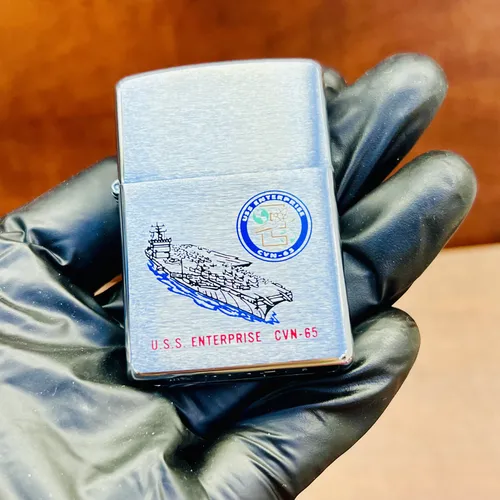 USS ENTERPRISE
CVN-65
U.S.S. ENTERPRISE CVN-65